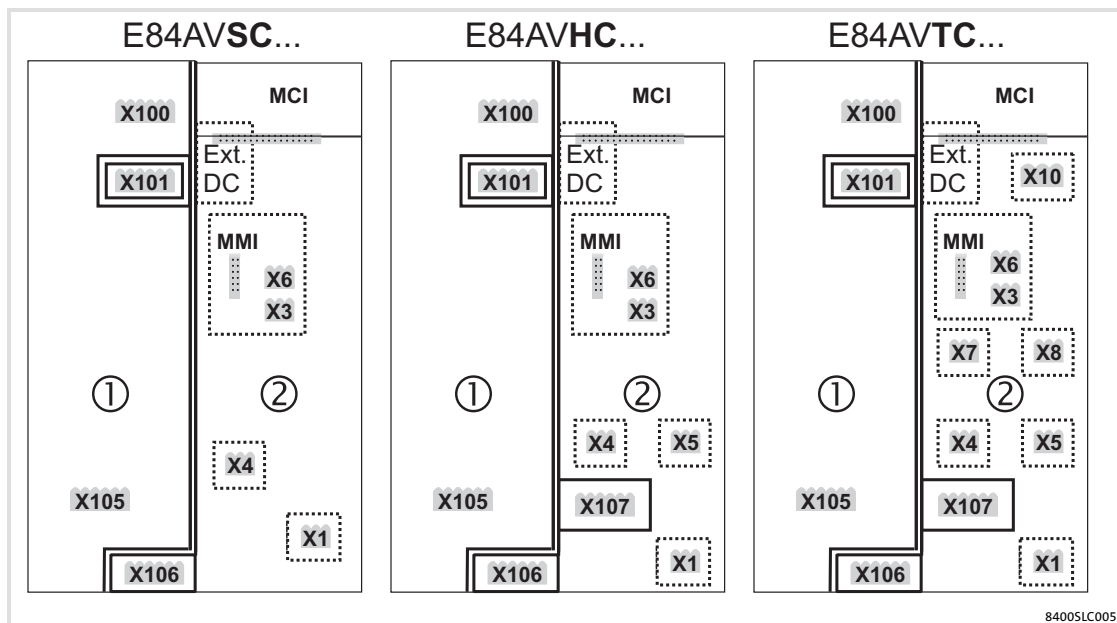 E84AVSC...
X100
MCI
Ext.
DC
X101
MMI
X6
X3
①
②
X4
X105
X1
X106
E84AVHC...
X100
MCI
Ext.
DC
X101
MMI
X6
X3
①
②
X4
X5
X105
X107
X106
X1
E84AVTC...
X100
MCI
Ext.
DC
X101
X10
MMI
X6
X3
X7
X8
①
②
X4
X5
X105
X107
X106
X1
8400SLC005